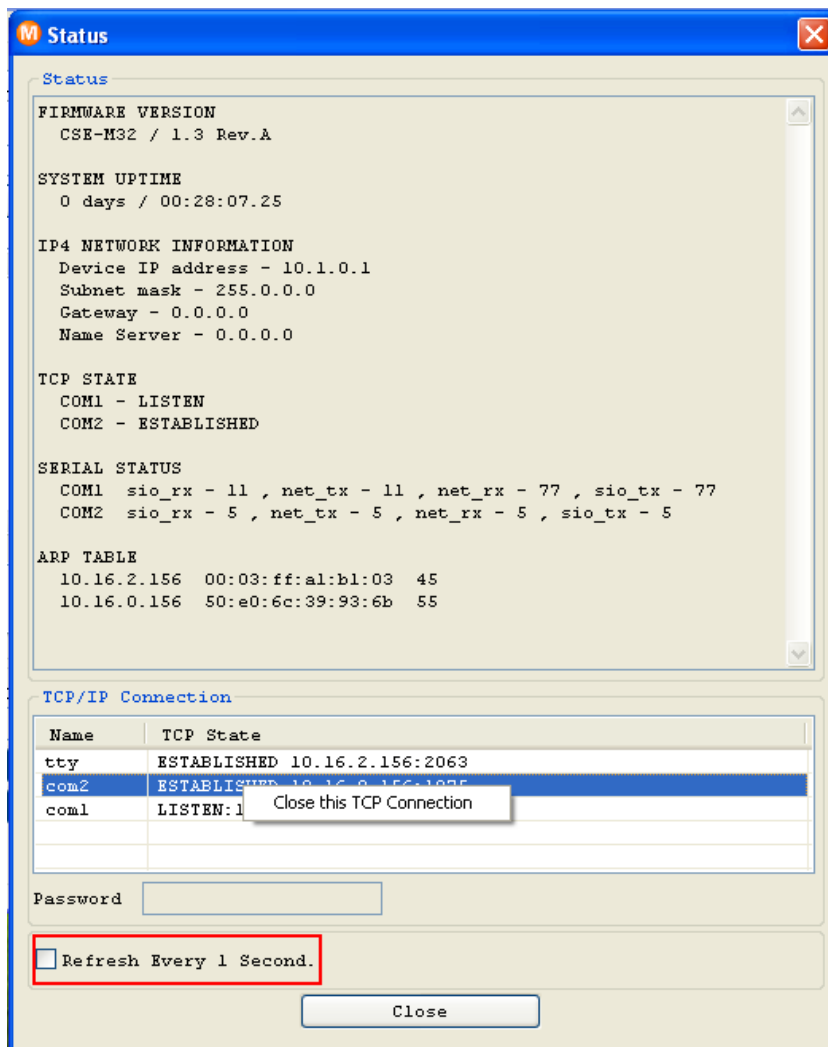 M Status
Status
FIRMWARE VERSION
CSE-M32 / 1.3 Rev.A
SYSTEM UPTIME
0 days / 00:28:07.25
IP4 NETWORK INFORMATION
Device IP address - 10.1.0.1
Subnet mask - 255.0.0.0
Gateway - 0.0.0.0
Name Server - 0.0.0.0
TCP STATE
COM1 - LISTEN
COM2 - ESTABLISHED
SERIAL STATUS
COM1 sio_rx - 11 , net_tx - 11 , net_rx - 77 , sio_tx - 77
COM2 sio_rx - 5 , net_tx - 5 , net_rx - 5 , sio_tx - 5
ARP TABLE
10.16.2.156 00:03:ff:a1:b1:03 45
10.16.0.156 50:e0:6c:39:93:6b 55
TCP/IP Connection
Name TCP State
tty ESTABLISHED 10.16.2.156:2063
com2
Close this TCP Connection
com1 LISTEN:1
Password
Refresh Every 1 Second.
Close